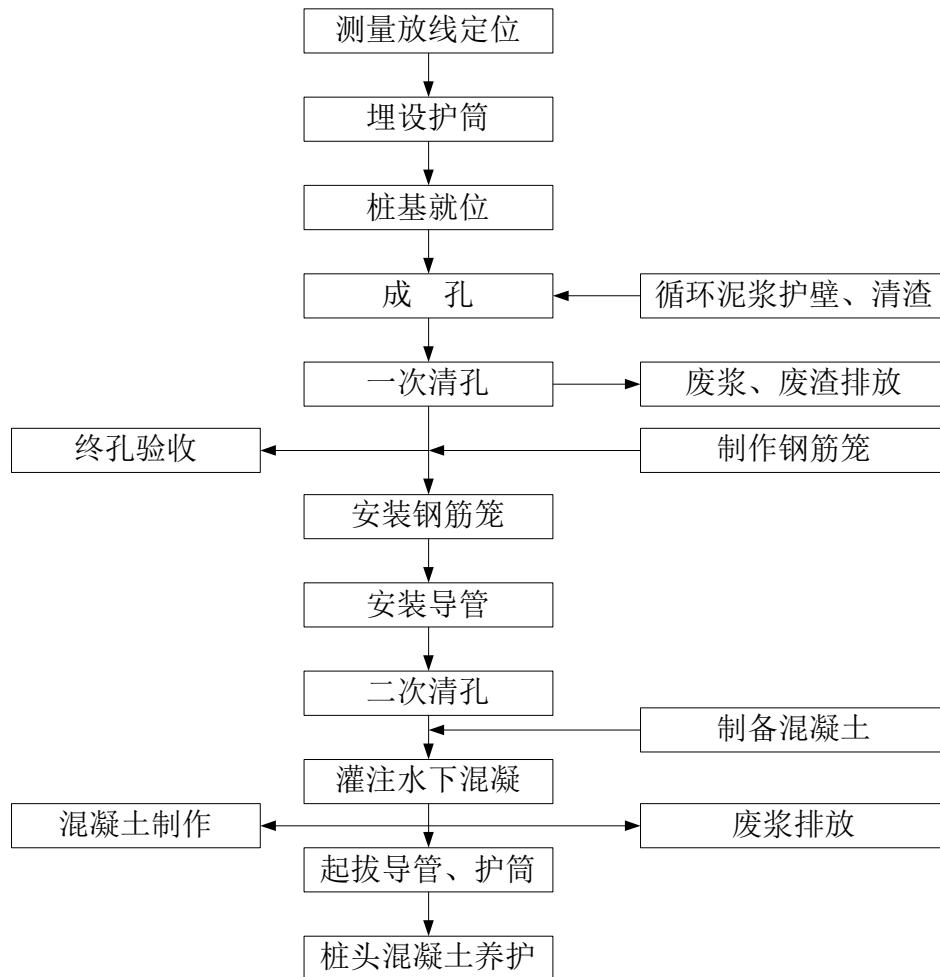 测量放线定位
埋设护筒
桩基就位
成 孔
循环泥浆护壁、清渣
一次清孔
废浆、废渣排放
终孔验收
制作钢筋笼
安装钢筋笼
安装导管
二次清孔
制备混凝土
灌注水下混凝
混凝土制作
废浆排放
起拔导管、护筒
桩头混凝土养护